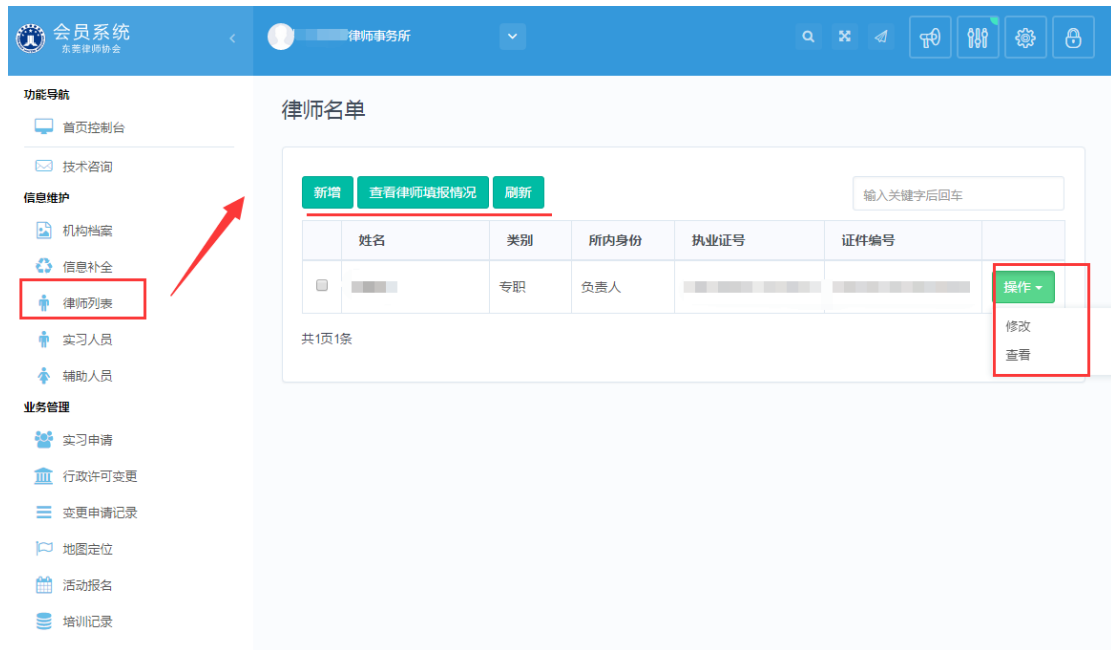 会员系统
东莞律师协会
律师事务所
功能导航
首页控制台
技术咨询
信息维护
机构档案
信息补全
律师列表
实习人员
辅助人员
业务管理
实习申请
行政许可变更
变更申请记录
地图定位
活动报名
培训记录
律师名单
新增 查看律师填报情况 刷新 输入关键字后回车
姓名 类别 所内身份 执业证号 证件编号
专职 负责人 操作
修改
查看
共1页1条